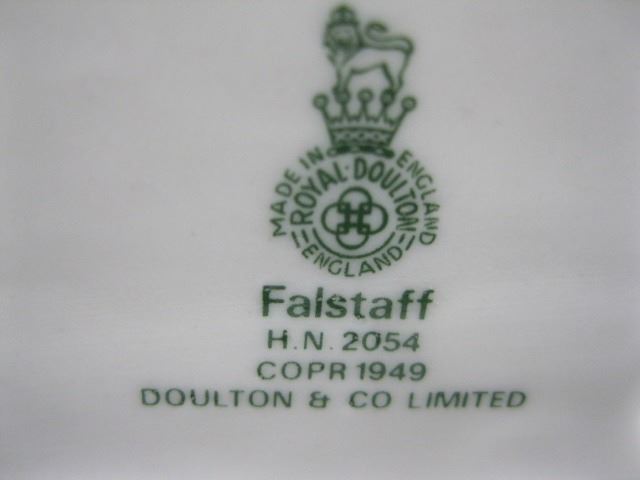 MADE IN ENGLAND
ROYAL·DOULTON
ENGLAND
Falstaff
H.N. 2054
COPR 1949
DOULTON & CO LIMITED